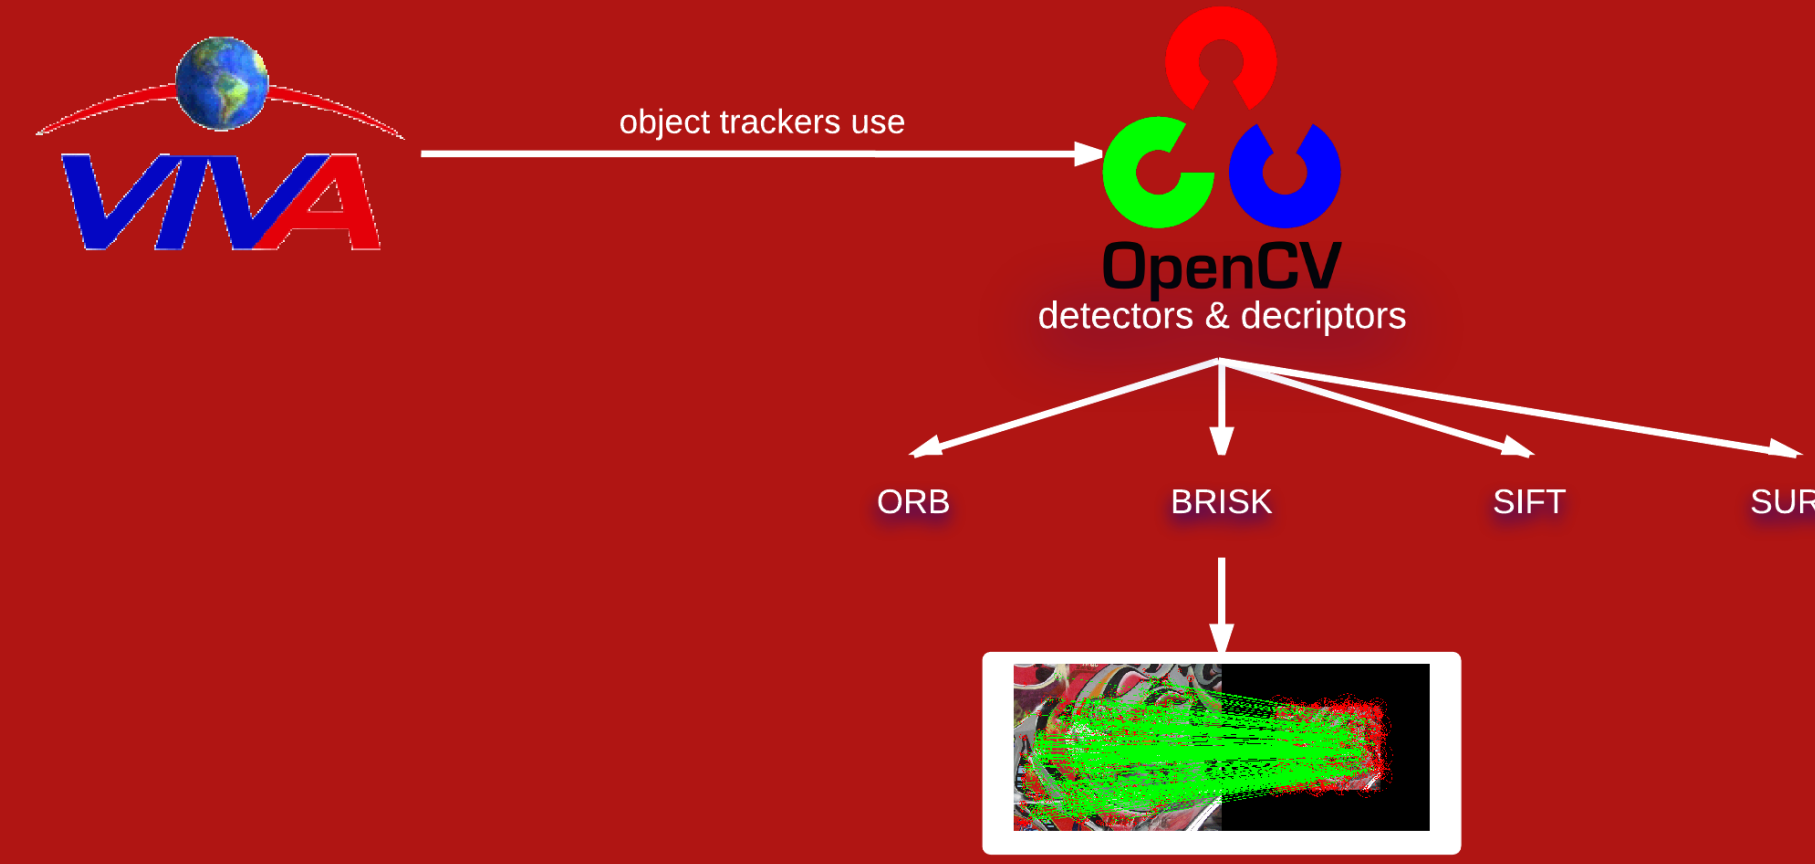 VIVA
object trackers use
OpenCV
detectors & decriptors
ORB
BRISK
SIFT
SUR